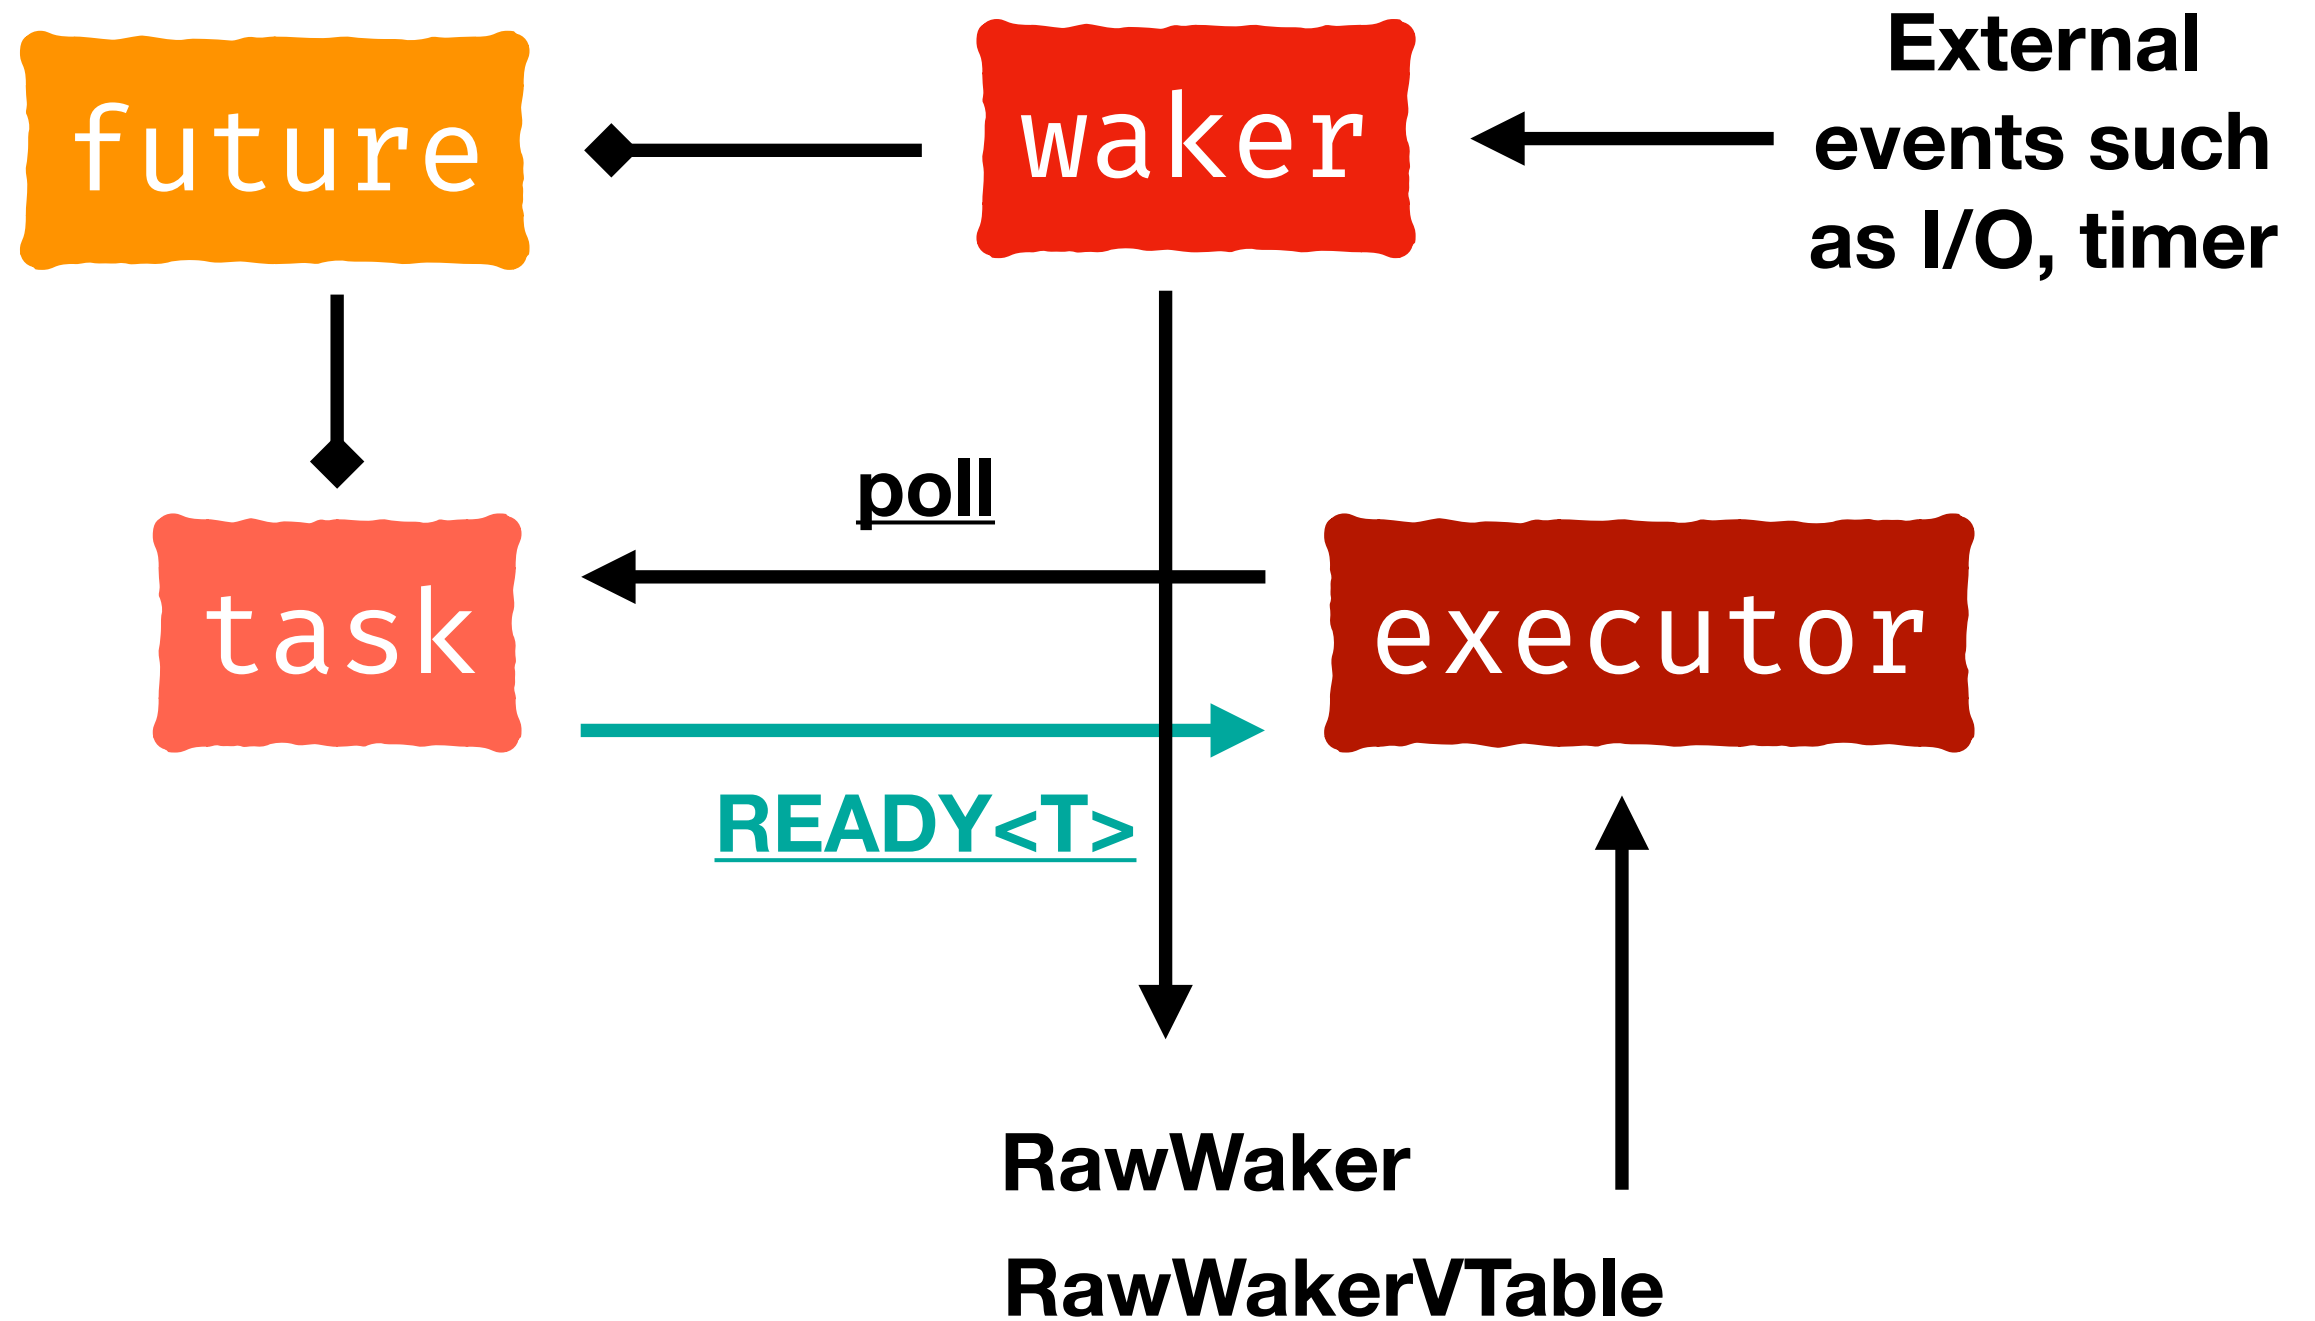 future
waker
External
events such
as I/O, timer
poll
task
executor
READY<T>
RawWaker
RawWakerVTable